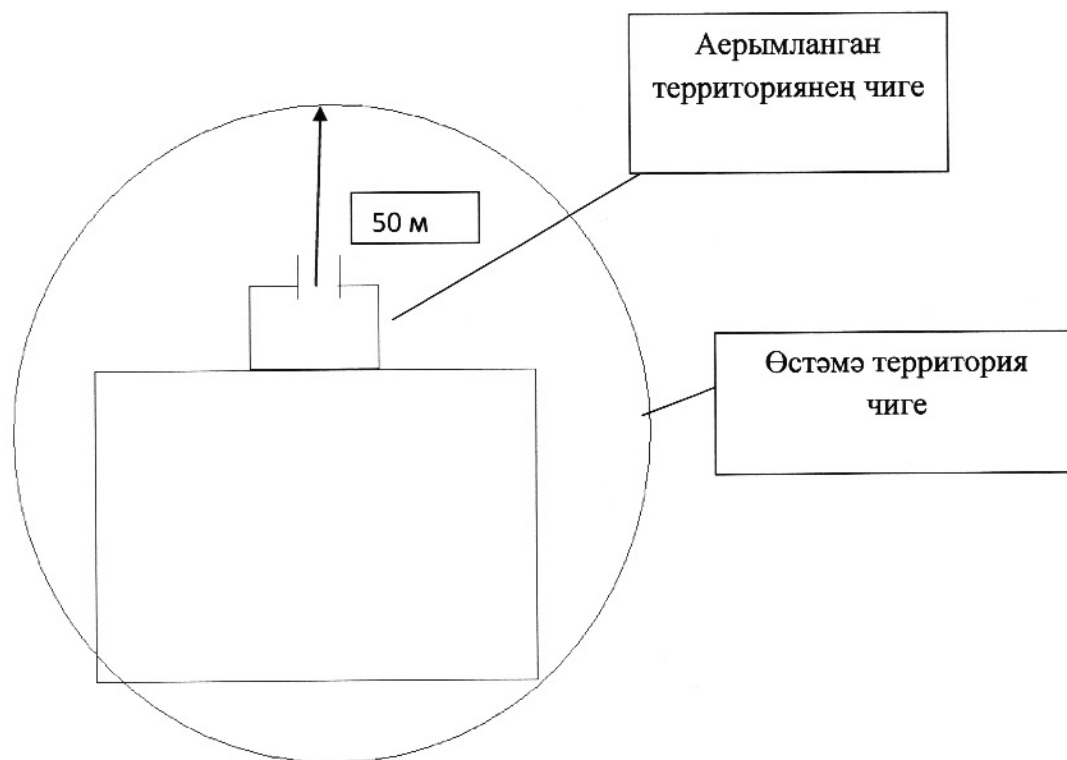 Аерымланган
территориянең чиге
50 м
Өстәмә территория
чиге